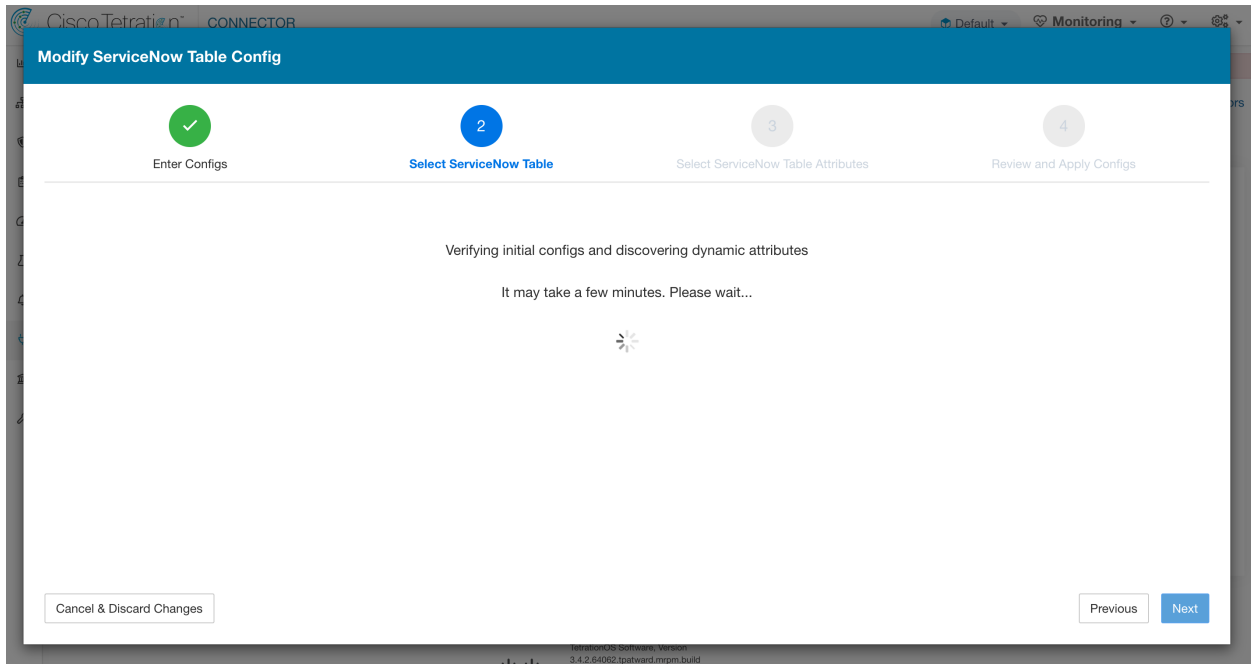 Cisco Tetration™ CONNECTOR
Default Monitoring ?
Modify ServiceNow Table Config
2 3 4
Enter Configs Select ServiceNow Table Select ServiceNow Table Attributes Review and Apply Configs
Verifying initial configs and discovering dynamic attributes
It may take a few minutes. Please wait...
Cancel & Discard Changes Previous Next
TetrationOS Software, Version
3.4.2.64062.tpatward.mrpm.build